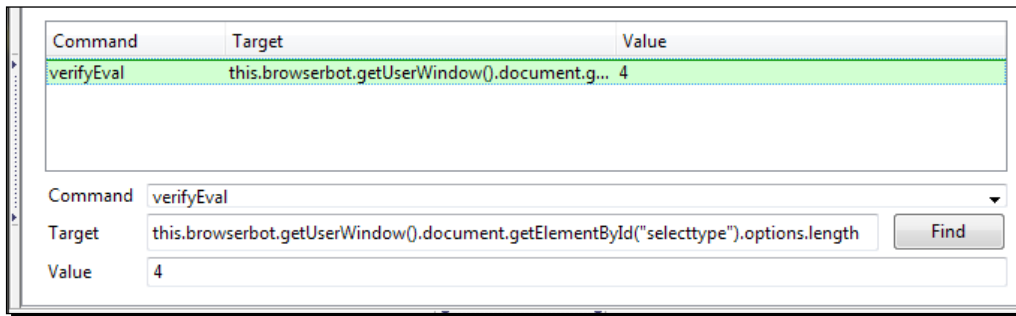 Command Target Value
verifyEval this.browserbot.getUserWindow().document.g... 4
Command verifyEval
Target this.browserbot.getUserWindow().document.getElementById("selecttype").options.length Find
Value 4